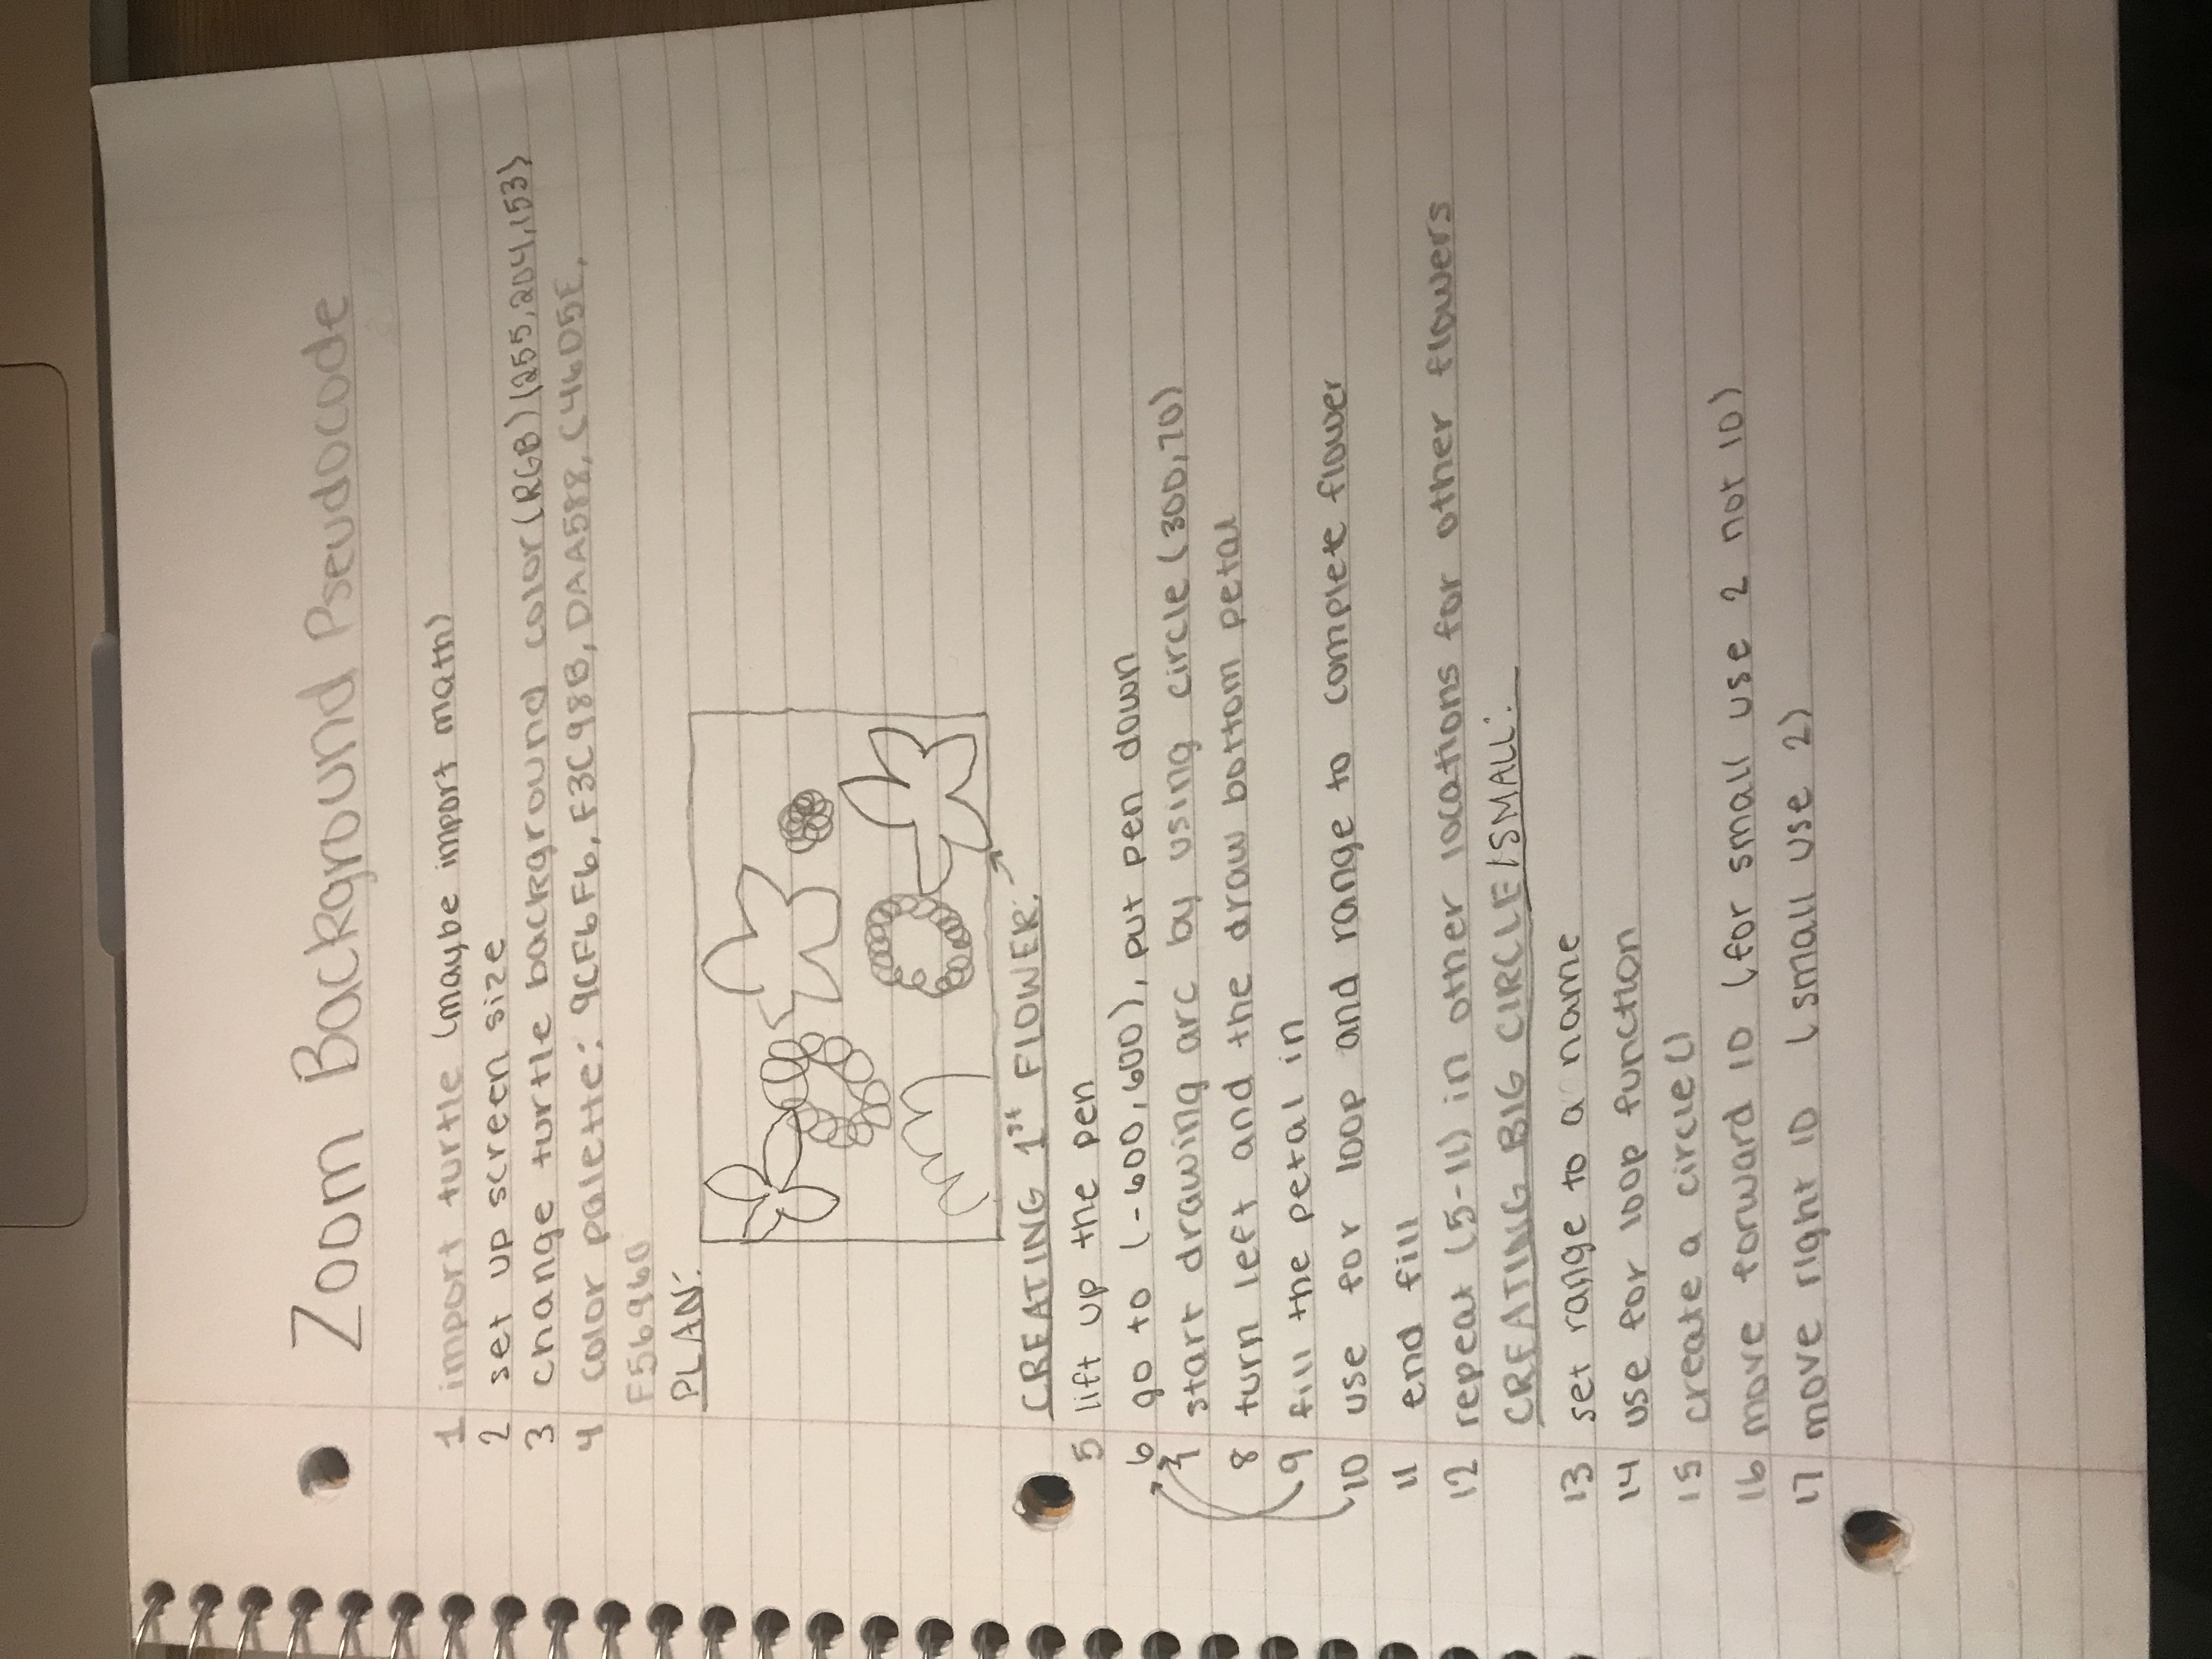 Zoom Background Pseudocode
1 import turtle (maybe import math)
2 set up screen size
3 change turtle background color (RGB) (255,204,153)
4 color palette: 9CF6F6, F3C98B, DAA588, C46D5E,
F56960
PLAN:
CREATING 1st FLOWER:
5 lift up the pen
6 go to (-600,600), put pen down
7 start drawing arc by using circle (300,70)
8 turn left and the draw bottom petal
9 fill the petal in
10 use for loop and range to complete flower
11 end fill
12 repeat (5-11) in other locations for other flowers
CREATING BIG CIRCLE/SMALL:
13 set range to a name
14 use for loop function
15 create a circle()
16 move forward 10 (for small use 2 not 10)
17 move right 10 (small use 2)